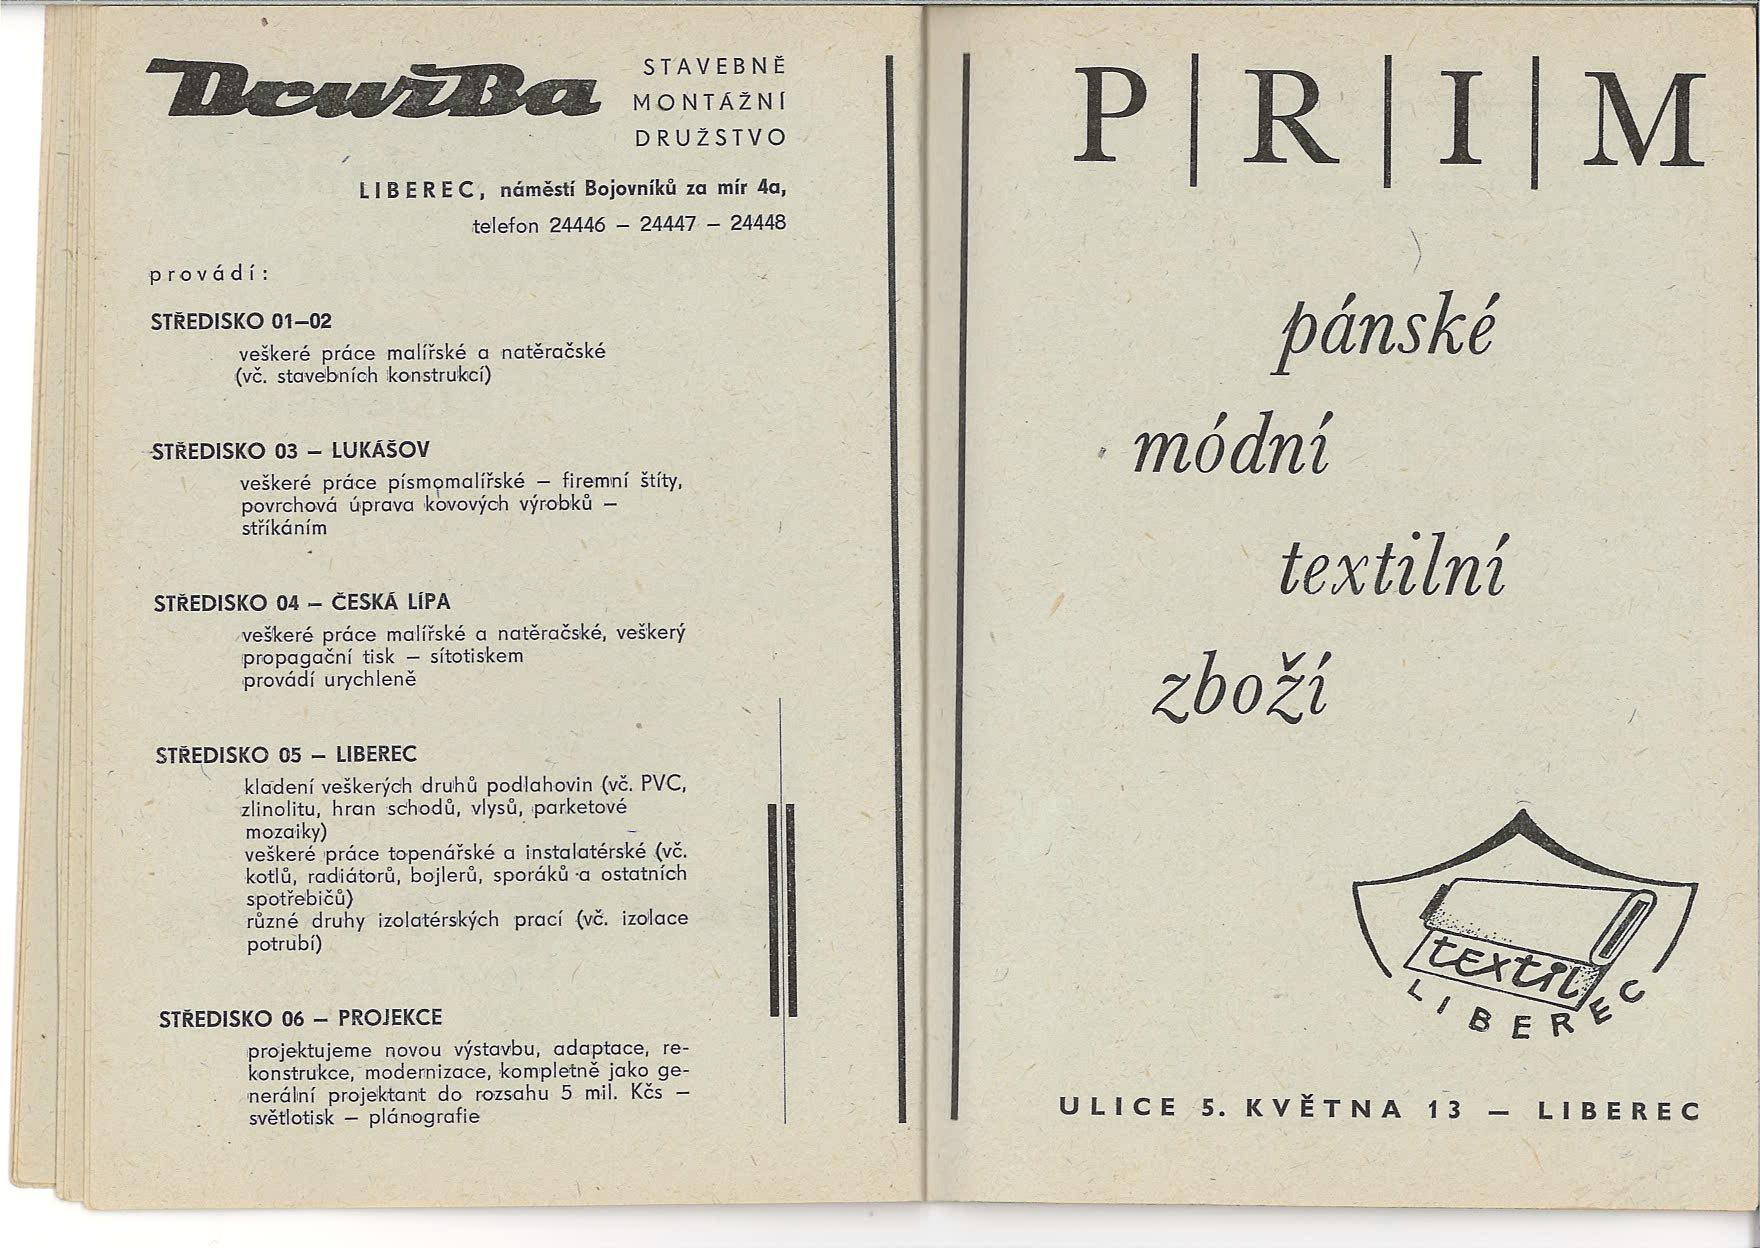 Družba
STAVEBNĚ
MONTÁŽNÍ
DRUŽSTVO
LIBEREC, náměstí Bojovníků za mír 4a,
telefon 24446 – 24447 – 24448
provádí:
STŘEDISKO 01–02
veškeré práce malířské a natěračské
(vč. stavebních konstrukcí)
STŘEDISKO 03 – LUKÁŠOV
veškeré práce písmomalířské – firemní štíty,
povrchová úprava kovových výrobků –
stříkáním
STŘEDISKO 04 – ČESKÁ LÍPA
veškeré práce malířské a natěračské, veškerý
propagační tisk – sítotiskem
provádí urychleně
STŘEDISKO 05 – LIBEREC
kladení veškerých druhů podlahovin (vč. PVC,
zlinolitu, hran schodů, vlysů, parketové
mozaiky)
veškeré práce topenářské a instalatérské (vč.
kotlů, radiátorů, bojlerů, sporáků a ostatních
spotřebičů)
různé druhy izolatérských prací (vč. izolace
potrubí)
STŘEDISKO 06 – PROJEKCE
projektujeme novou výstavbu, adaptace, re-
konstrukce, modernizace, kompletně jako ge-
nerální projektant do rozsahu 5 mil. Kčs –
světlotisk – plánografie
P|R|I|M
pánské
módní
textilní
zboží
textil
LIBEREC
ULICE 5. KVĚTNA 13 – LIBEREC